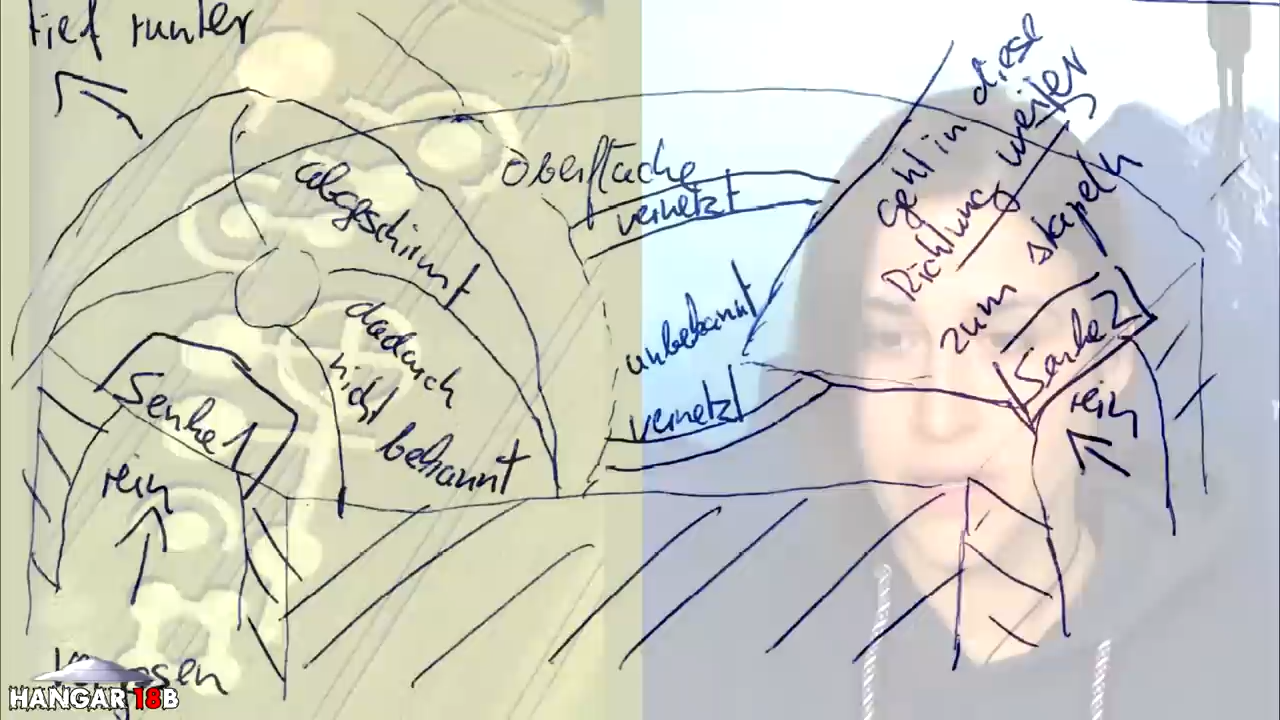 tief runter
abgeschirmt
Oberfläche
vernetzt
geht in diese
Richtung weiter
zum stapeln
dadurch
nicht
bekannt
unbekannt
vernetzt
Senke 1
Senke 2
rein
rein
HANGAR 18B